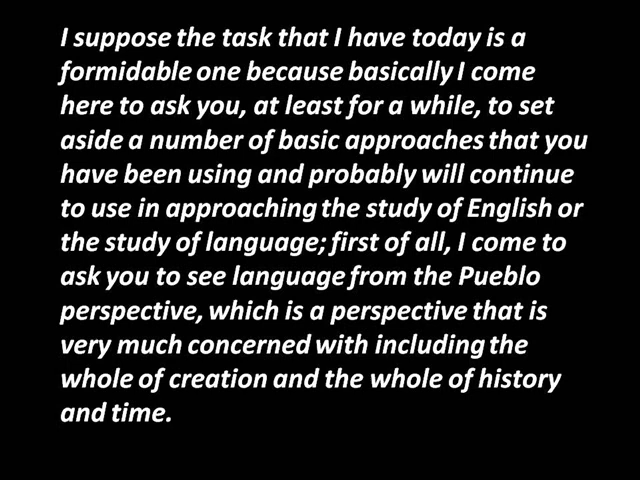 I suppose the task that I have today is a
formidable one because basically I come
here to ask you, at least for a while, to set
aside a number of basic approaches that you
have been using and probably will continue
to use in approaching the study of English or
the study of language; first of all, I come to
ask you to see language from the Pueblo
perspective, which is a perspective that is
very much concerned with including the
whole of creation and the whole of history
and time.